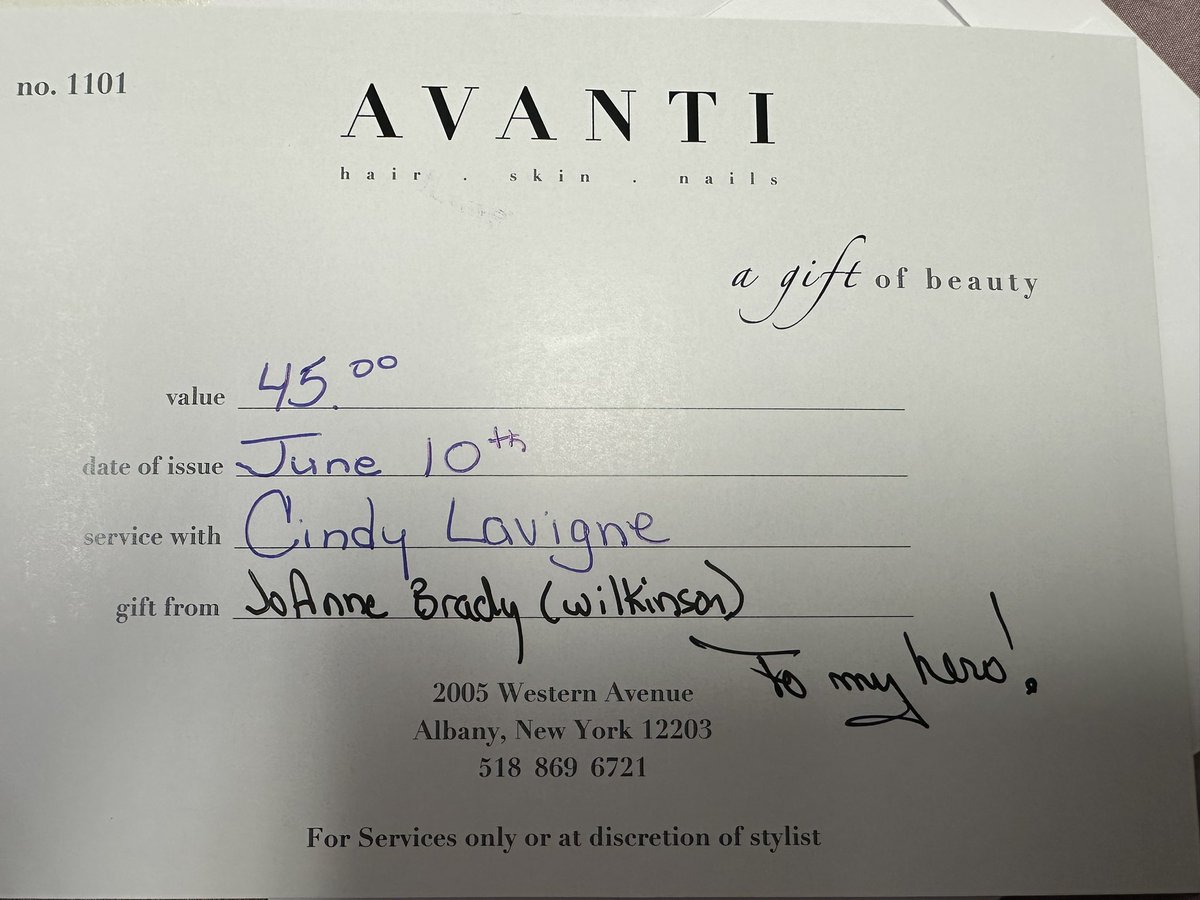 no. 1101
AVANTI
hair . skin . nails
a gift of beauty
value 45.00
date of issue June 10th
service with Cindy Lavigne
gift from JoAnne Brady (Wilkinson)
To my hero!
2005 Western Avenue
Albany, New York 12203
518 869 6721
For Services only or at discretion of stylist